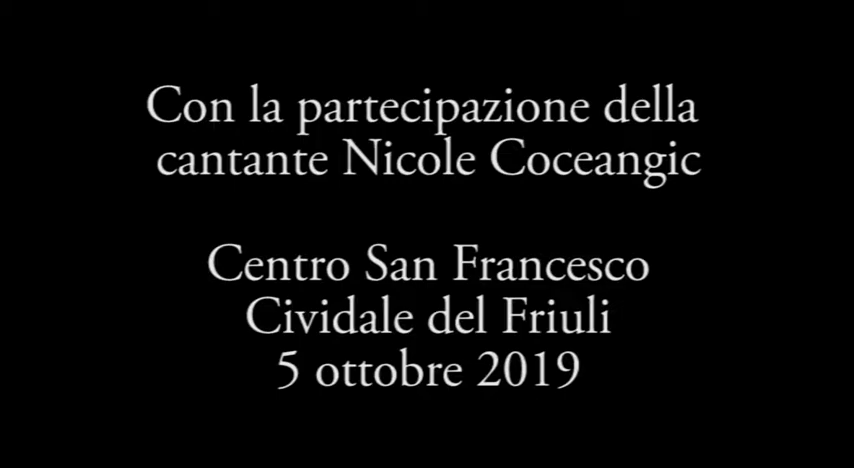 Con la partecipazione della
cantante Nicole Coceangic
Centro San Francesco
Cividale del Friuli
5 ottobre 2019